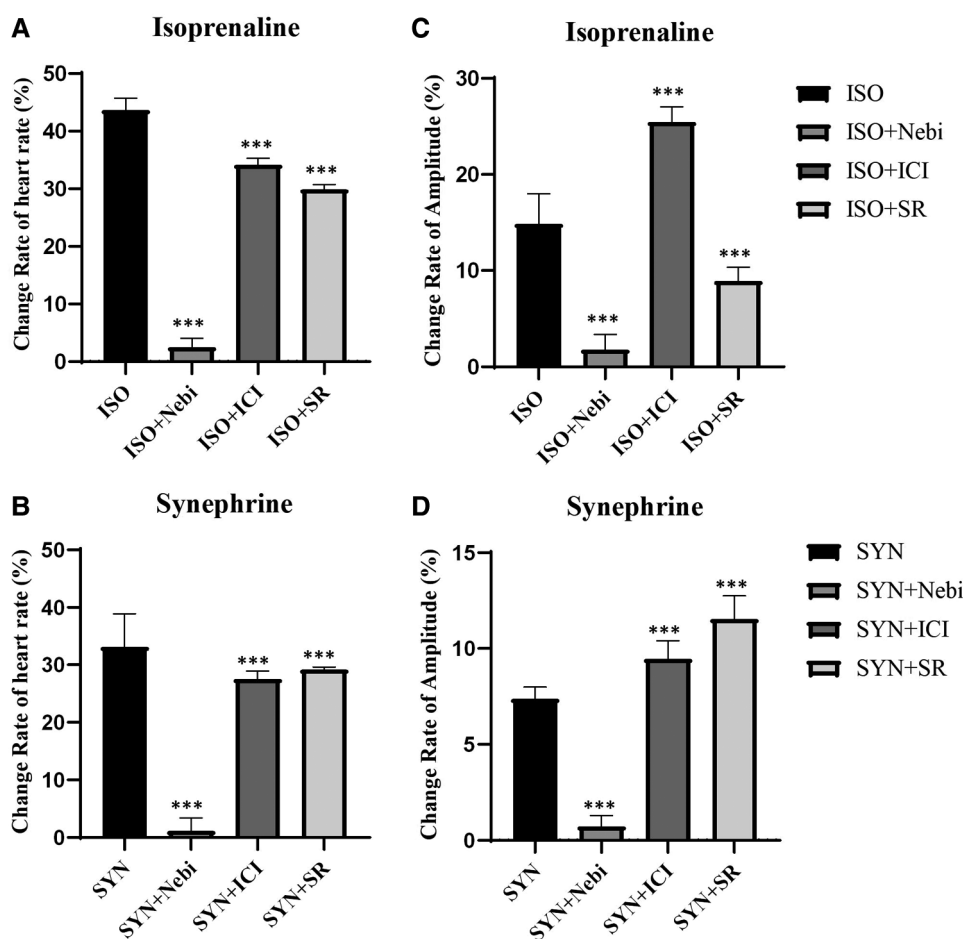 A
Isoprenaline
Change Rate of heart rate (%)
50
40
30
20
10
0
***
***
***
ISO
ISO+Nebi
ISO+ICI
ISO+SR
C
Isoprenaline
Change Rate of Amplitude (%)
30
20
10
0
***
***
***
ISO
ISO+Nebi
ISO+ICI
ISO+SR
ISO
ISO+Nebi
ISO+ICI
ISO+SR
B
Synephrine
Change Rate of heart rate (%)
50
40
30
20
10
0
***
***
***
SYN
SYN+Nebi
SYN+ICI
SYN+SR
D
Synephrine
Change Rate of Amplitude (%)
15
10
5
0
***
***
***
SYN
SYN+Nebi
SYN+ICI
SYN+SR
SYN
SYN+Nebi
SYN+ICI
SYN+SR